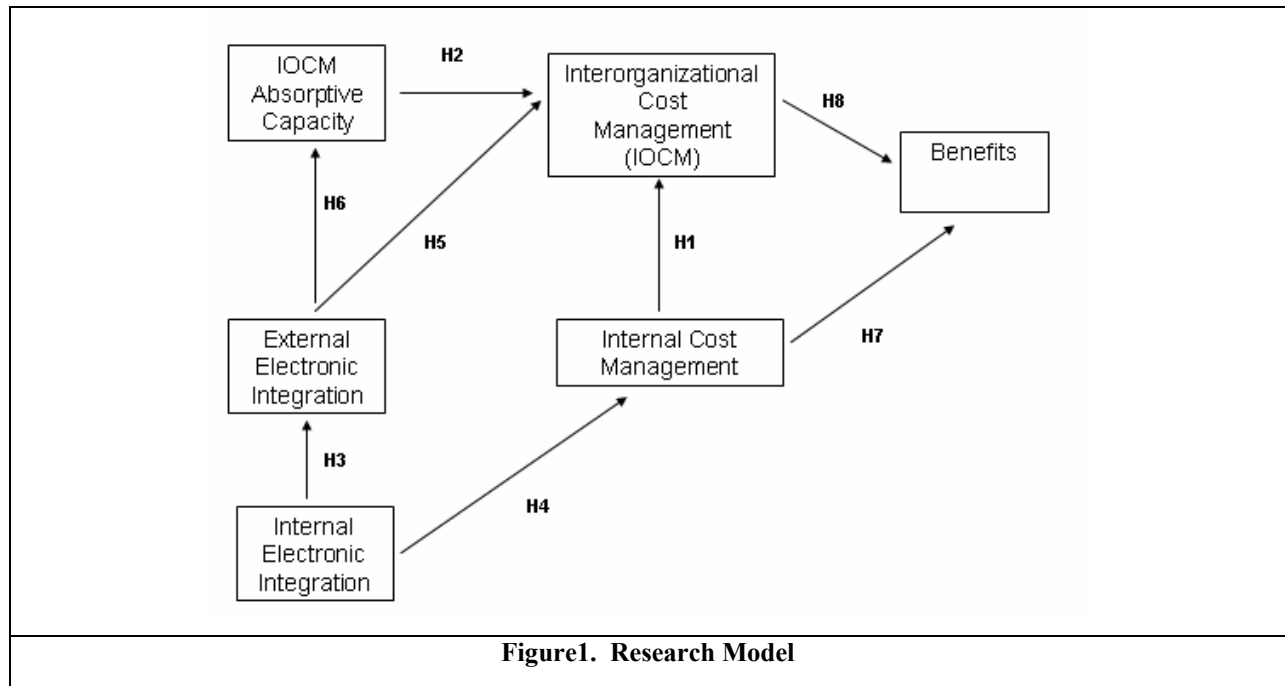 IOCM
Absorptive
Capacity
H2
Interorganizational
Cost
Management
(IOCM)
H8
Benefits
H6
H5
H1
External
Electronic
Integration
Internal Cost
Management
H7
H3
H4
Internal
Electronic
Integration
Figure1. Research Model